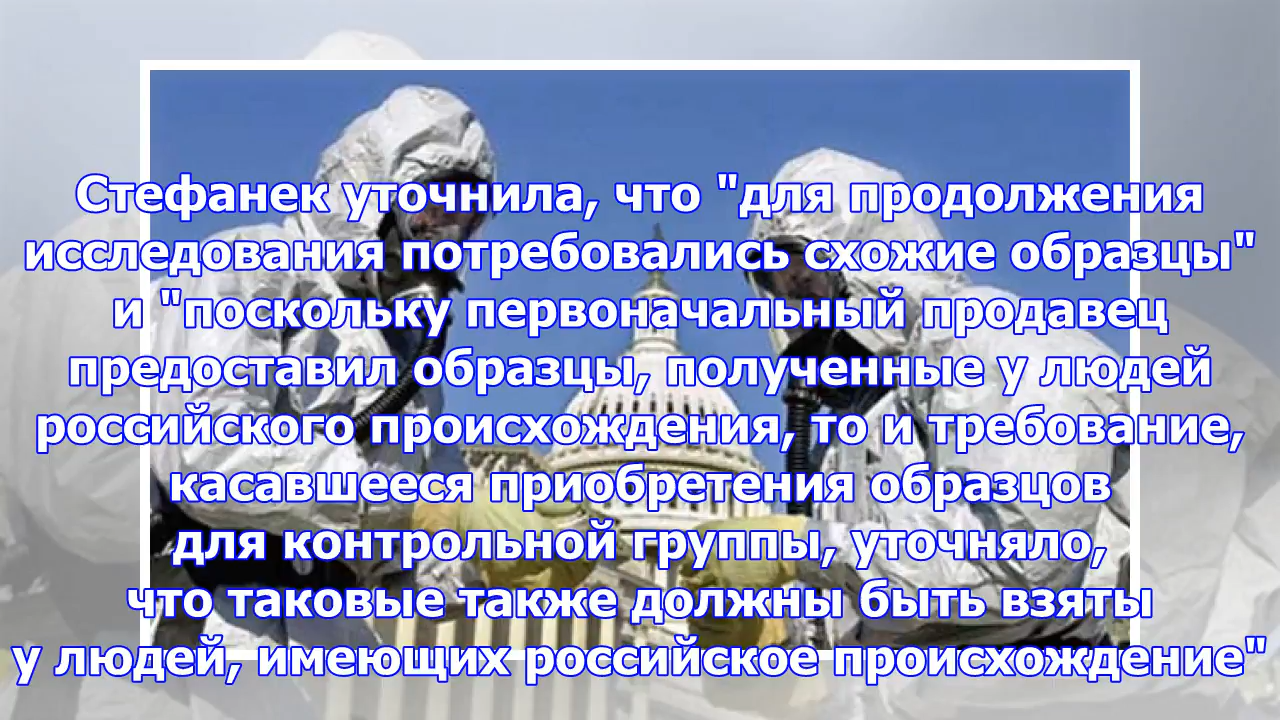 Стефанек уточнила, что "для продолжения
исследования потребовались схожие образцы"
и "поскольку первоначальный продавец
предоставил образцы, полученные у людей
российского происхождения, то и требование,
касавшееся приобретения образцов
для контрольной группы, уточняло,
что таковые также должны быть взяты
у людей, имеющих российское происхождение"